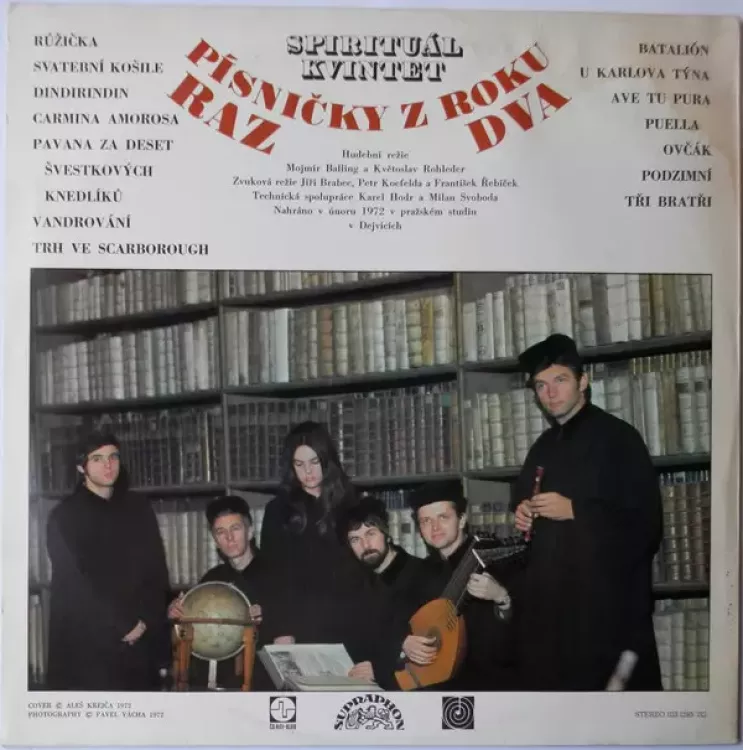 RŮŽIČKA
SVATEBNÍ KOŠILE
DINDIRINDIN
CARMINA AMOROSA
PAVANA ZA DESET
ŠVESTKOVÝCH
KNEDLÍKŮ
VANDROVÁNÍ
TRH VE SCARBOROUGH
SPIRITUÁL
KVINTET
PÍSNIČKY Z ROKU
RAZ DVA
Hudební režie
Mojmír Balling a Květoslav Rohleder
Zvuková režie Jiří Brabec, Petr Kocfelda a František Řebíček
Technická spolupráce Karel Hodr a Milan Svoboda
Nahráno v únoru 1972 v pražském studiu
v Dejvicích
BATALIÓN
U KARLOVA TÝNA
AVE TU PURA
PUELLA
OVČÁK
PODZIMNÍ
TŘI BRATŘI
COVER © ALEŠ KREJČA 1972
PHOTOGRAPHY © PAVEL VÁCHA 1972
SUPRAPHON
STEREO